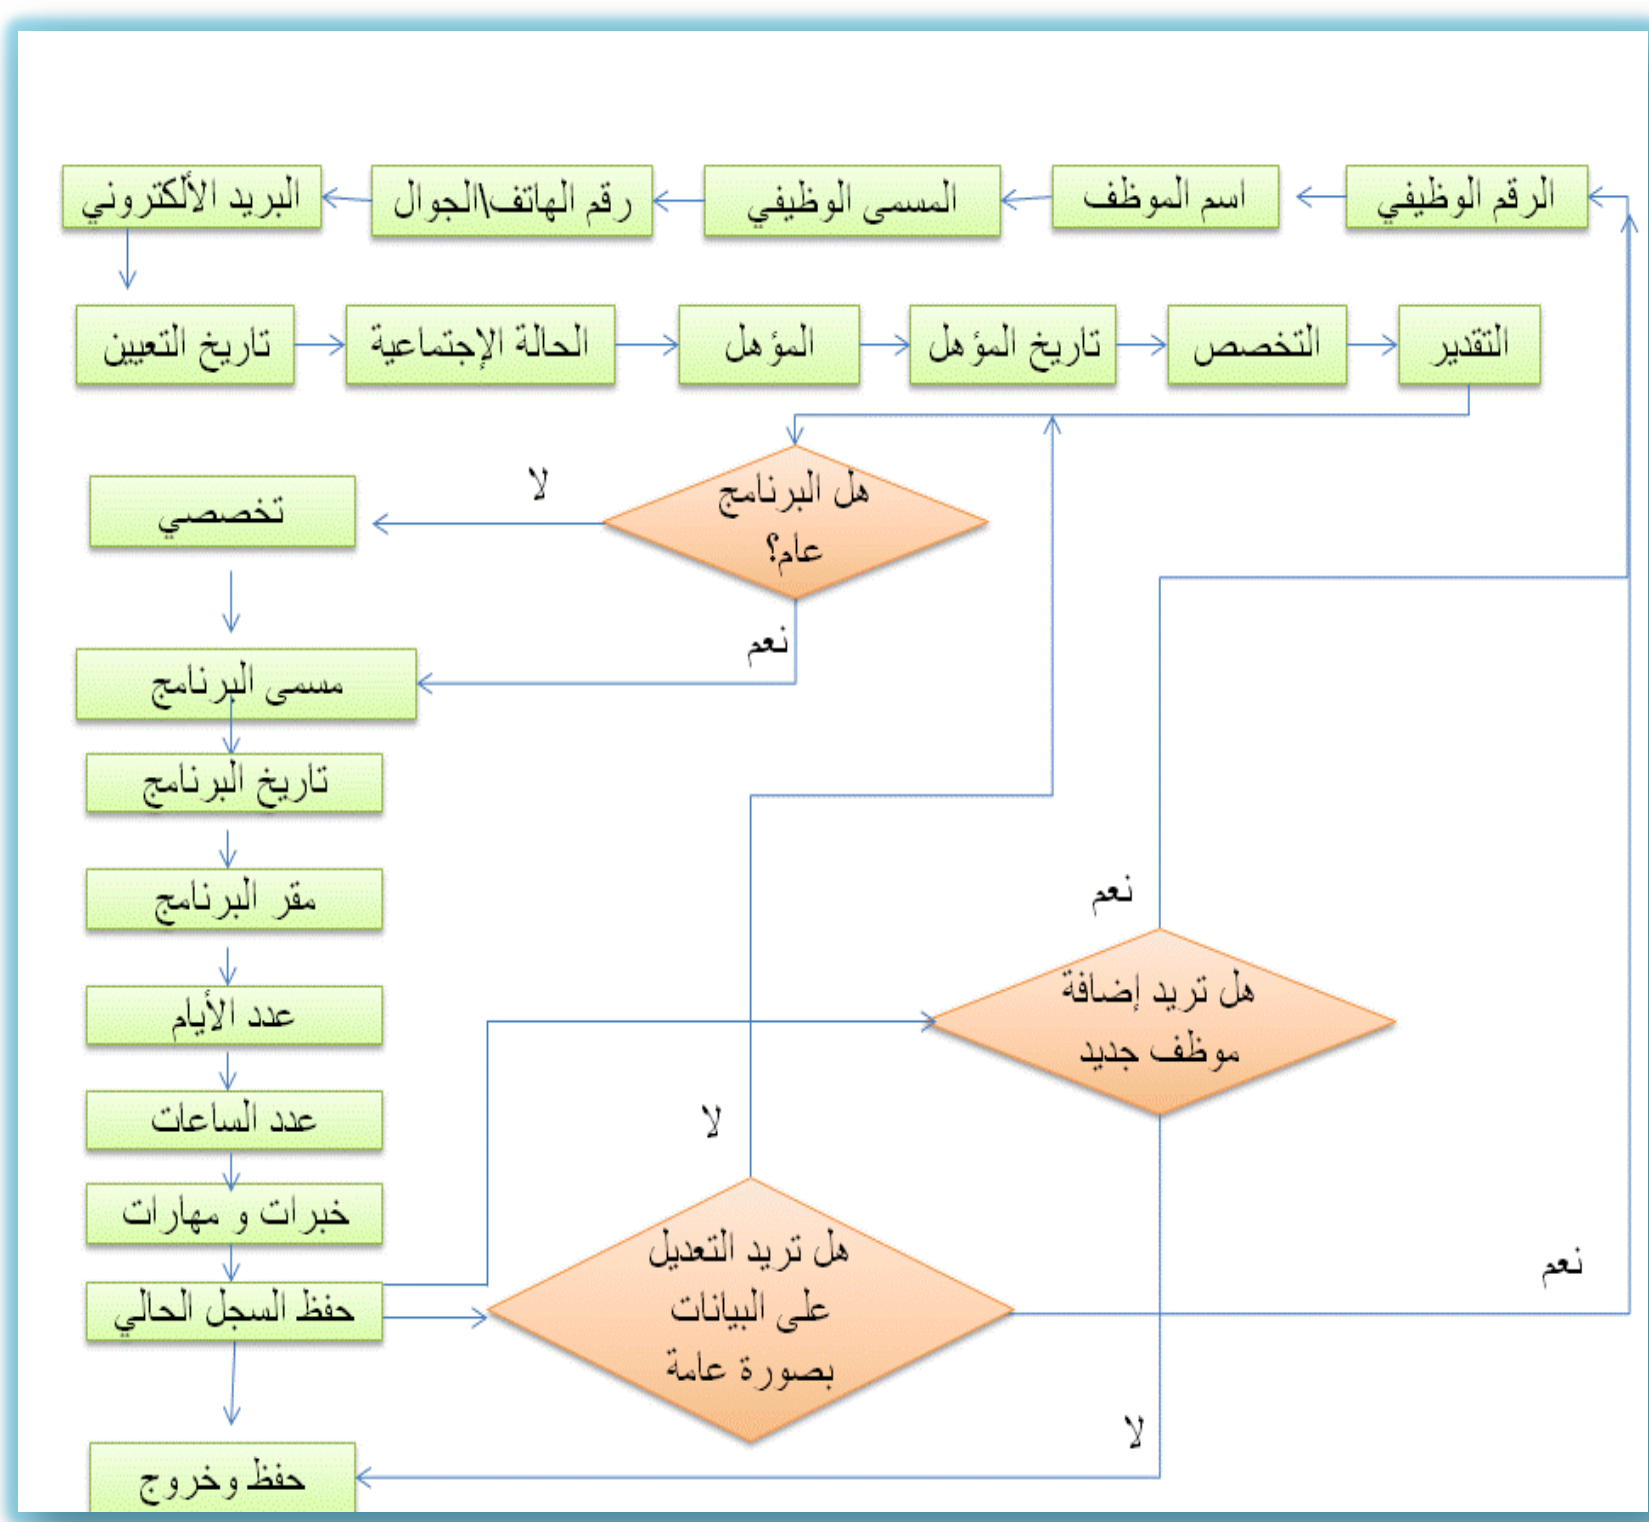 الرقم الوظيفي
اسم الموظف
المسمى الوظيفي
رقم الهاتف\الجوال
البريد الألكتروني
تاريخ التعيين
الحالة الإجتماعية
المؤهل
تاريخ المؤهل
التخصص
التقدير
هل البرنامج
عام؟
لا
تخصصي
نعم
مسمى البرنامج
تاريخ البرنامج
مقر البرنامج
عدد الأيام
عدد الساعات
خبرات و مهارات
حفظ السجل الحالي
هل تريد التعديل
على البيانات
بصورة عامة
لا
نعم
هل تريد إضافة
موظف جديد
نعم
لا
حفظ وخروج